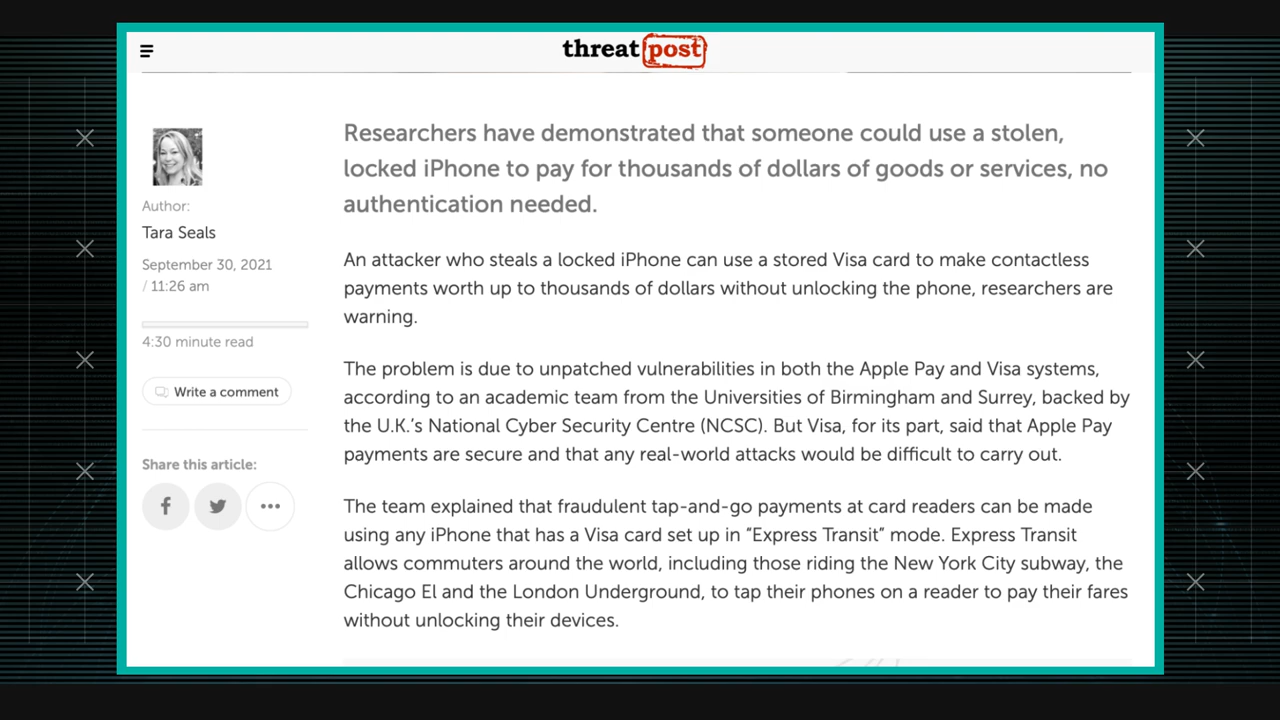 threat post
Author:
Tara Seals
September 30, 2021
/ 11:26 am
4:30 minute read
Write a comment
Share this article:
Researchers have demonstrated that someone could use a stolen,
locked iPhone to pay for thousands of dollars of goods or services, no
authentication needed.
An attacker who steals a locked iPhone can use a stored Visa card to make contactless
payments worth up to thousands of dollars without unlocking the phone, researchers are
warning.
The problem is due to unpatched vulnerabilities in both the Apple Pay and Visa systems,
according to an academic team from the Universities of Birmingham and Surrey, backed by
the U.K.’s National Cyber Security Centre (NCSC). But Visa, for its part, said that Apple Pay
payments are secure and that any real-world attacks would be difficult to carry out.
The team explained that fraudulent tap-and-go payments at card readers can be made
using any iPhone that has a Visa card set up in “Express Transit” mode. Express Transit
allows commuters around the world, including those riding the New York City subway, the
Chicago El and the London Underground, to tap their phones on a reader to pay their fares
without unlocking their devices.